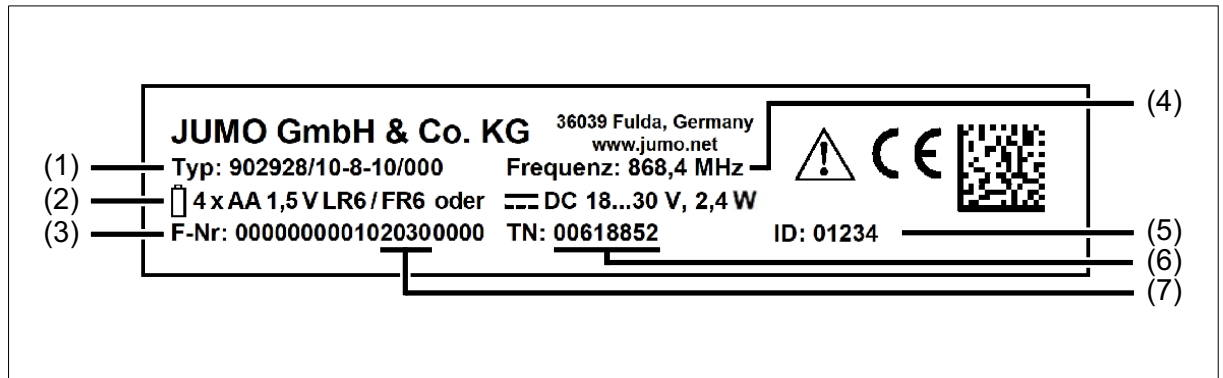 JUMO GmbH & Co. KG
36039 Fulda, Germany
www.jumo.net
(4)
(1)
Typ: 902928/10-8-10/000
Frequenz: 868,4 MHz
(2)
4 x AA 1,5 V LR6 / FR6 oder
DC 18...30 V, 2,4 W
(3)
F-Nr: 0000000001020300000
TN: 00618852
ID: 01234
(5)
(6)
(7)